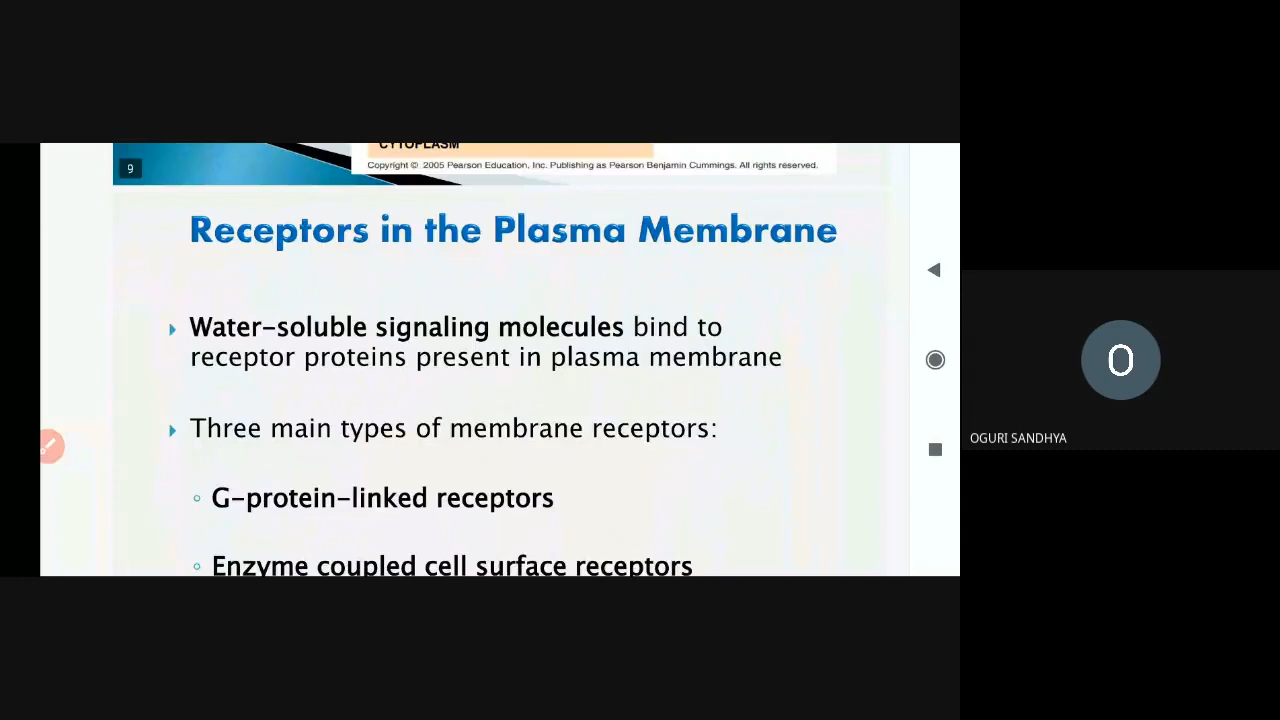 CYTOPLASM
Copyright © 2005 Pearson Education, Inc. Publishing as Pearson Benjamin Cummings. All rights reserved.
9
Receptors in the Plasma Membrane
Water-soluble signaling molecules bind to
receptor proteins present in plasma membrane
Three main types of membrane receptors:
G-protein-linked receptors
Enzyme coupled cell surface receptors
O
OGURI SANDHYA